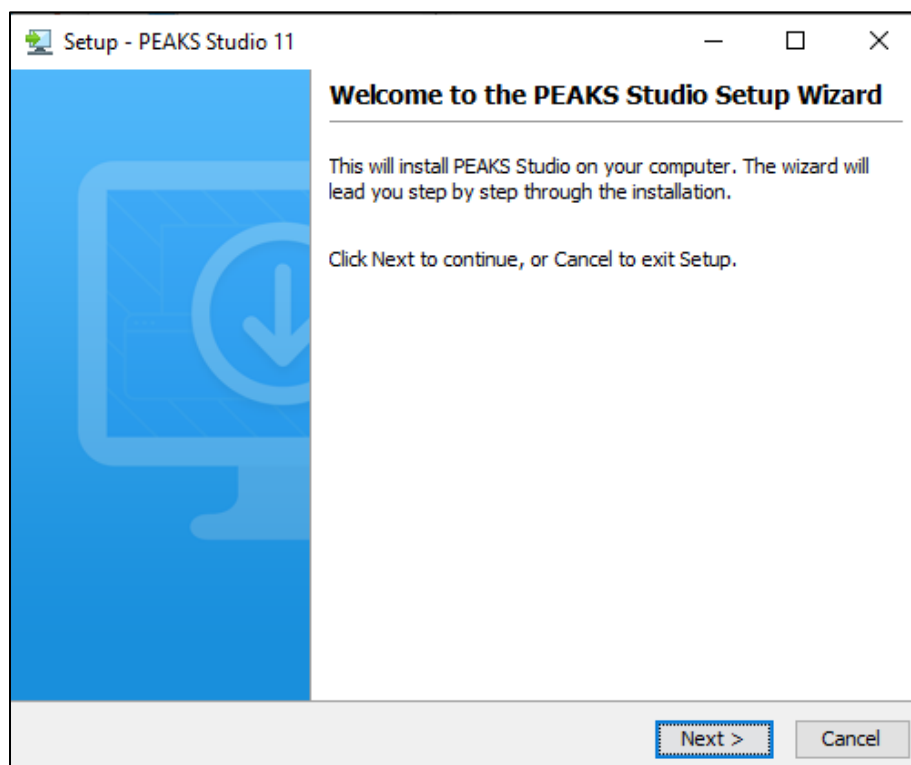 Setup - PEAKS Studio 11
Welcome to the PEAKS Studio Setup Wizard
This will install PEAKS Studio on your computer. The wizard will
lead you step by step through the installation.
Click Next to continue, or Cancel to exit Setup.
Next >
Cancel